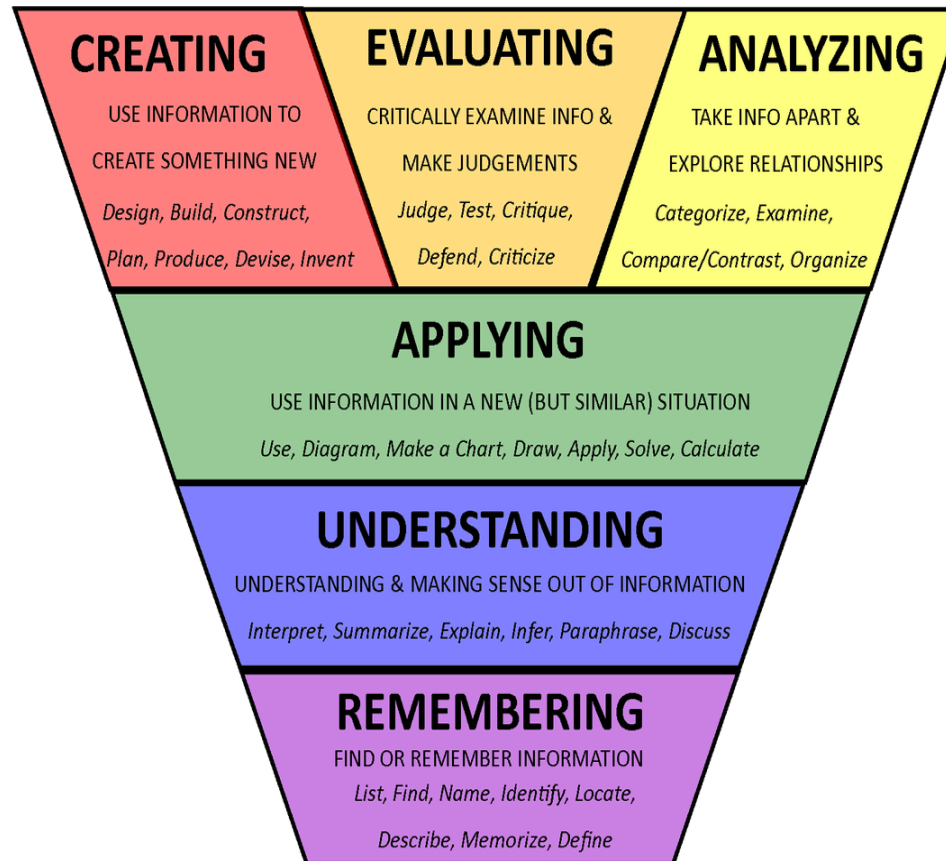 CREATING
USE INFORMATION TO
CREATE SOMETHING NEW
Design, Build, Construct,
Plan, Produce, Devise, Invent
EVALUATING
CRITICALLY EXAMINE INFO &
MAKE JUDGEMENTS
Judge, Test, Critique,
Defend, Criticize
ANALYZING
TAKE INFO APART &
EXPLORE RELATIONSHIPS
Categorize, Examine,
Compare/Contrast, Organize
APPLYING
USE INFORMATION IN A NEW (BUT SIMILAR) SITUATION
Use, Diagram, Make a Chart, Draw, Apply, Solve, Calculate
UNDERSTANDING
UNDERSTANDING & MAKING SENSE OUT OF INFORMATION
Interpret, Summarize, Explain, Infer, Paraphrase, Discuss
REMEMBERING
FIND OR REMEMBER INFORMATION
List, Find, Name, Identify, Locate,
Describe, Memorize, Define